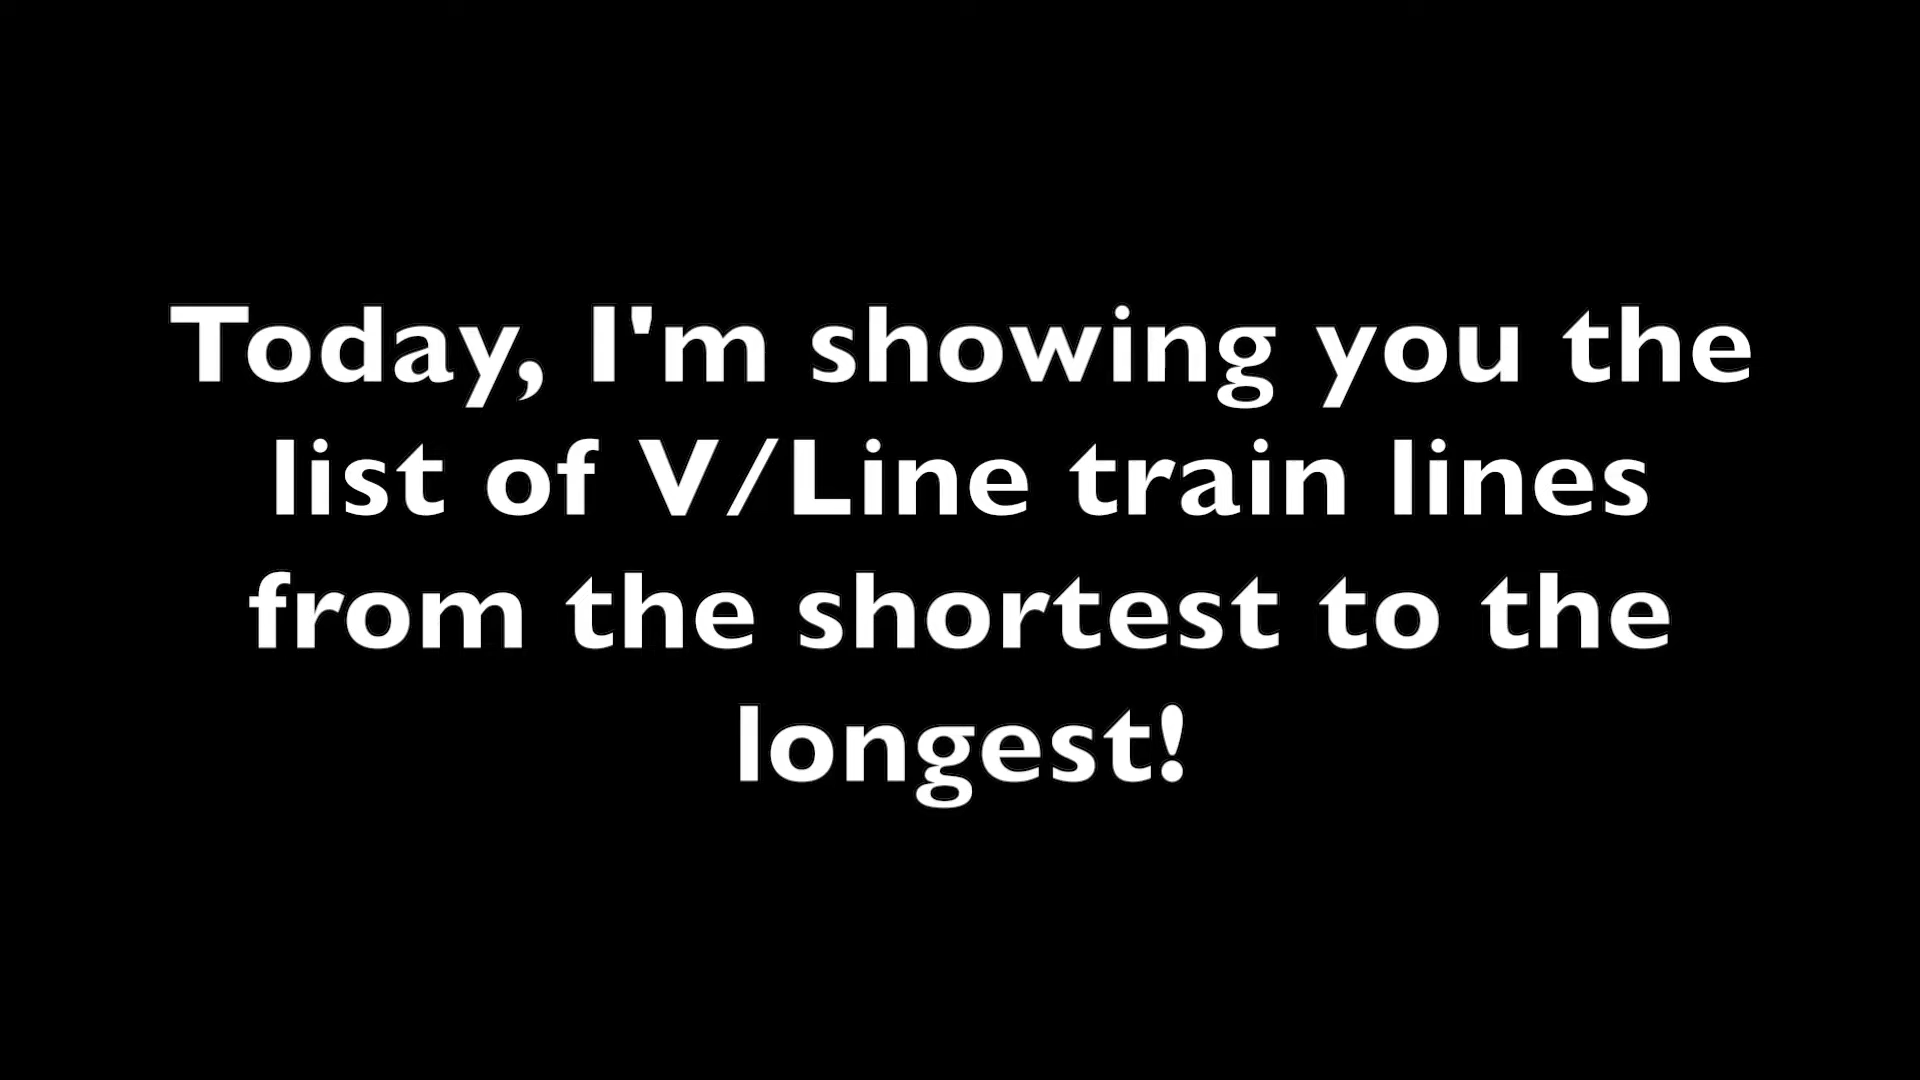 Today, I'm showing you the
list of V/Line train lines
from the shortest to the
longest!